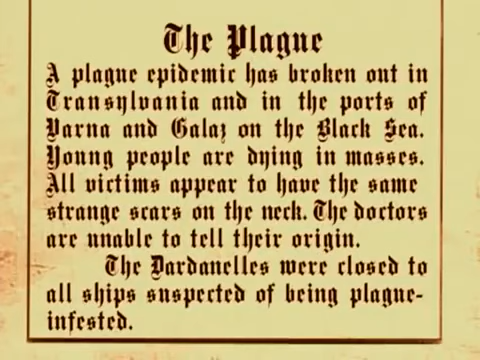 The Plague
A plague epidemic has broken out in
Transylvania and in the ports of
Varna and Galaz on the Black Sea.
Young people are dying in masses.
All victims appear to have the same
strange scars on the neck. The doctors
are unable to tell their origin.
The Dardanelles were closed to
all ships suspected of being plague-
infested.